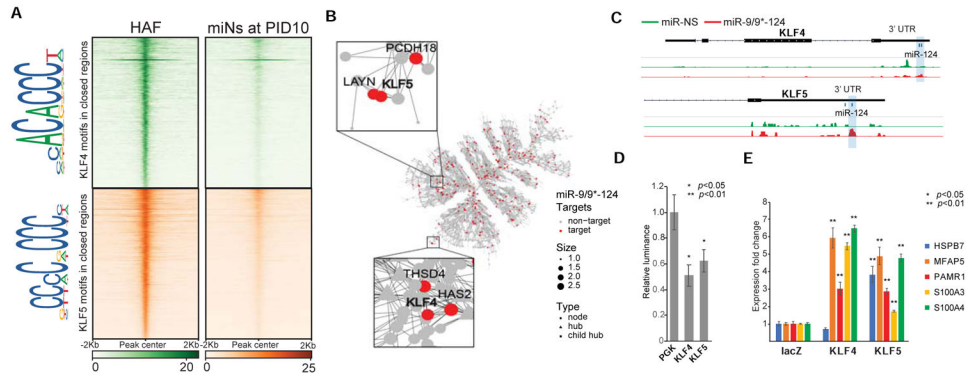 A
HAF
miNs at PID10
KLF4 motifs in closed regions
KLF5 motifs in closed regions
ACACCC
CCCCCCC
-2Kb
Peak center
2Kb
-2Kb
Peak center
2Kb
0
20
0
25
B
PCDH18
LAYN
KLF5
THSD4
KLF4
HAS2
miR-9/9*-124
Targets
non-target
target
Size
1.0
1.5
2.0
2.5
Type
node
hub
child hub
C
miR-NS
miR-9/9*-124
KLF4
3' UTR
miR-124
KLF5
3' UTR
miR-124
D
* p<0.05
** p<0.01
Relative luminance
1.2
1.0
0.8
0.6
0.4
0.2
0
*
**
*
PGK
KLF4
KLF5
E
* p<0.05
** p<0.01
Expression fold change
7
6
5
4
3
2
1
**
**
**
**
**
**
**
**
**
lacZ
KLF4
KLF5
HSPB7
MFAP5
PAMR1
S100A3
S100A4